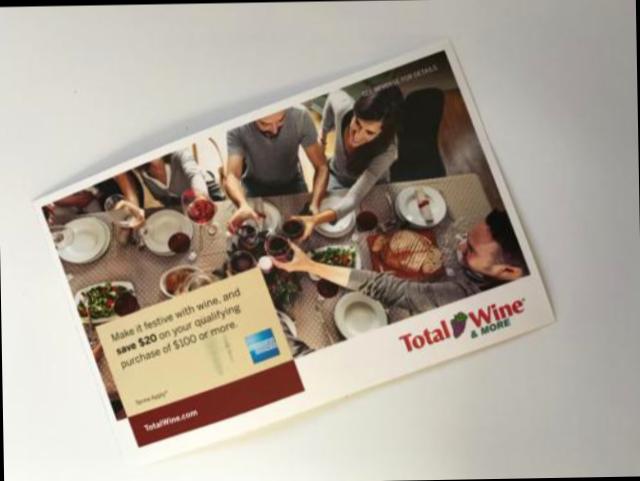 SEE REVERSE FOR DETAILS
Make it festive with wine, and
save $20 on your qualifying
purchase of $100 or more.
Terms Apply*
TotalWine.com
Total Wine
& MORE